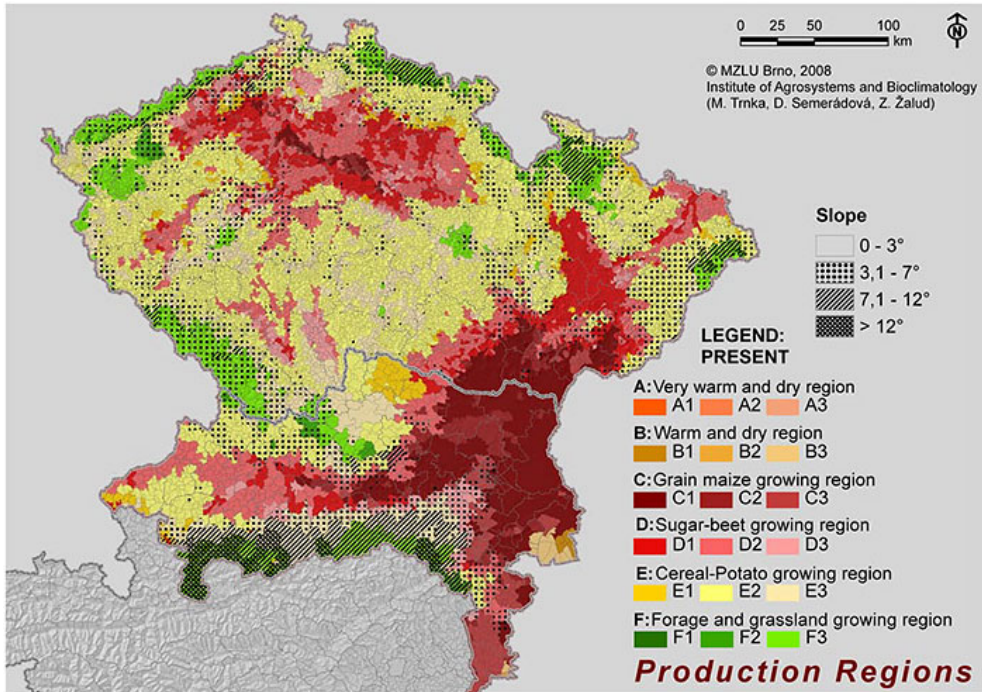 0 25 50 100
km
N
© MZLU Brno, 2008
Institute of Agrosystems and Bioclimatology
(M. Trnka, D. Semerádová, Z. Žalud)
Slope
0 - 3°
3,1 - 7°
7,1 - 12°
> 12°
LEGEND:
PRESENT
A: Very warm and dry region
A1 A2 A3
B: Warm and dry region
B1 B2 B3
C: Grain maize growing region
C1 C2 C3
D: Sugar-beet growing region
D1 D2 D3
E: Cereal-Potato growing region
E1 E2 E3
F: Forage and grassland growing region
F1 F2 F3
Production Regions